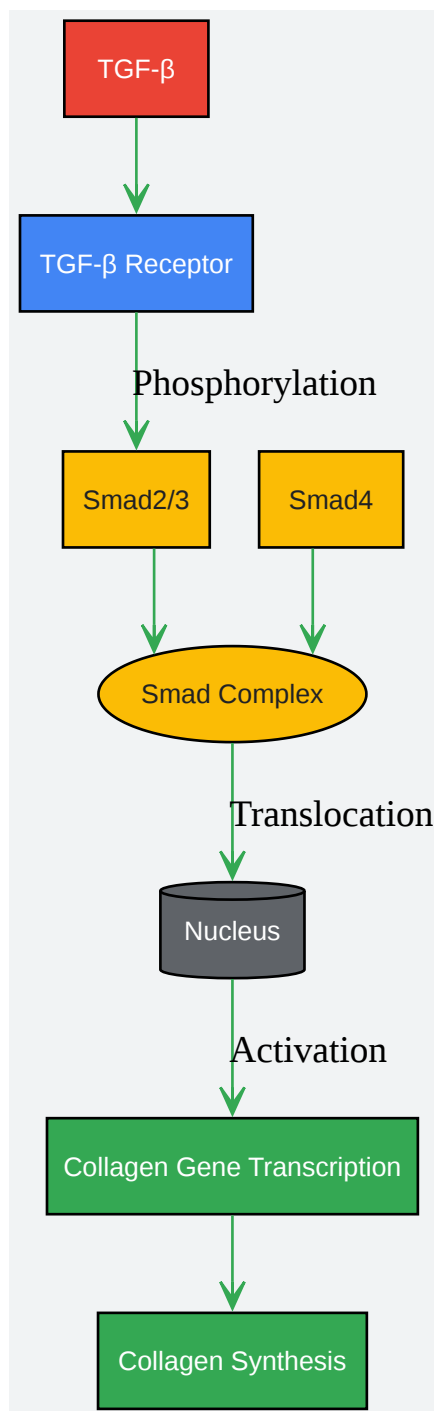 TGF-β
TGF-β Receptor
Phosphorylation
Smad2/3
Smad4
Smad Complex
Translocation
Nucleus
Activation
Collagen Gene Transcription
Collagen Synthesis